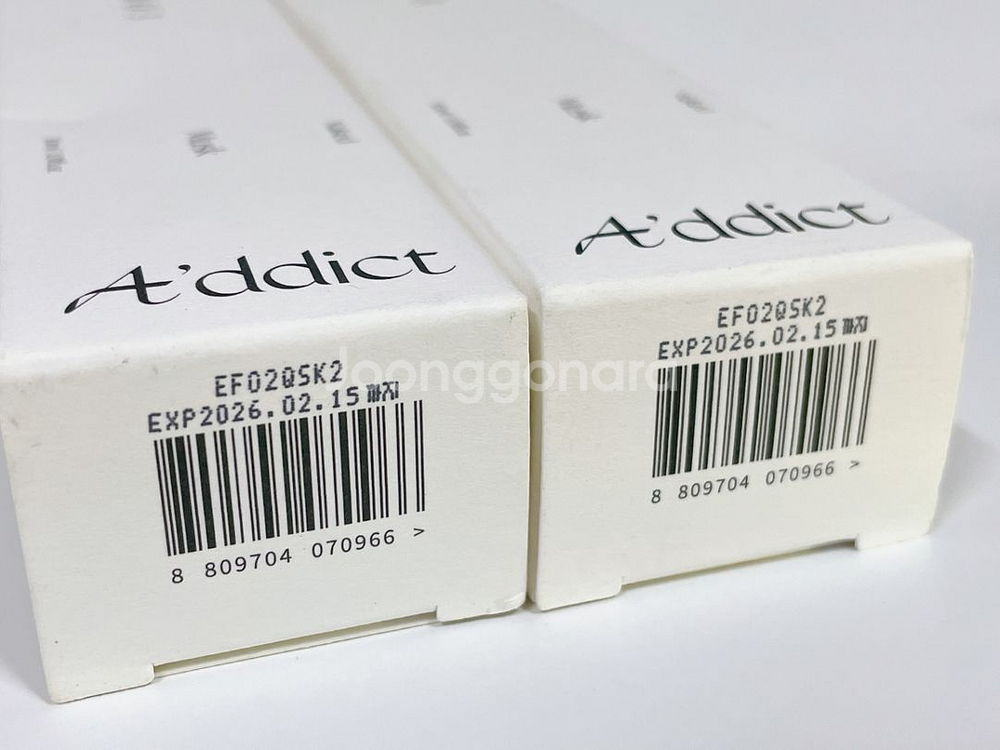 A'ddict
EF02QSK2
EXP2026.02.15까지
8 809704 070966 >
A'ddict
EF02QSK2
EXP2026.02.15까지
8 809704 070966 >
Joonggonara